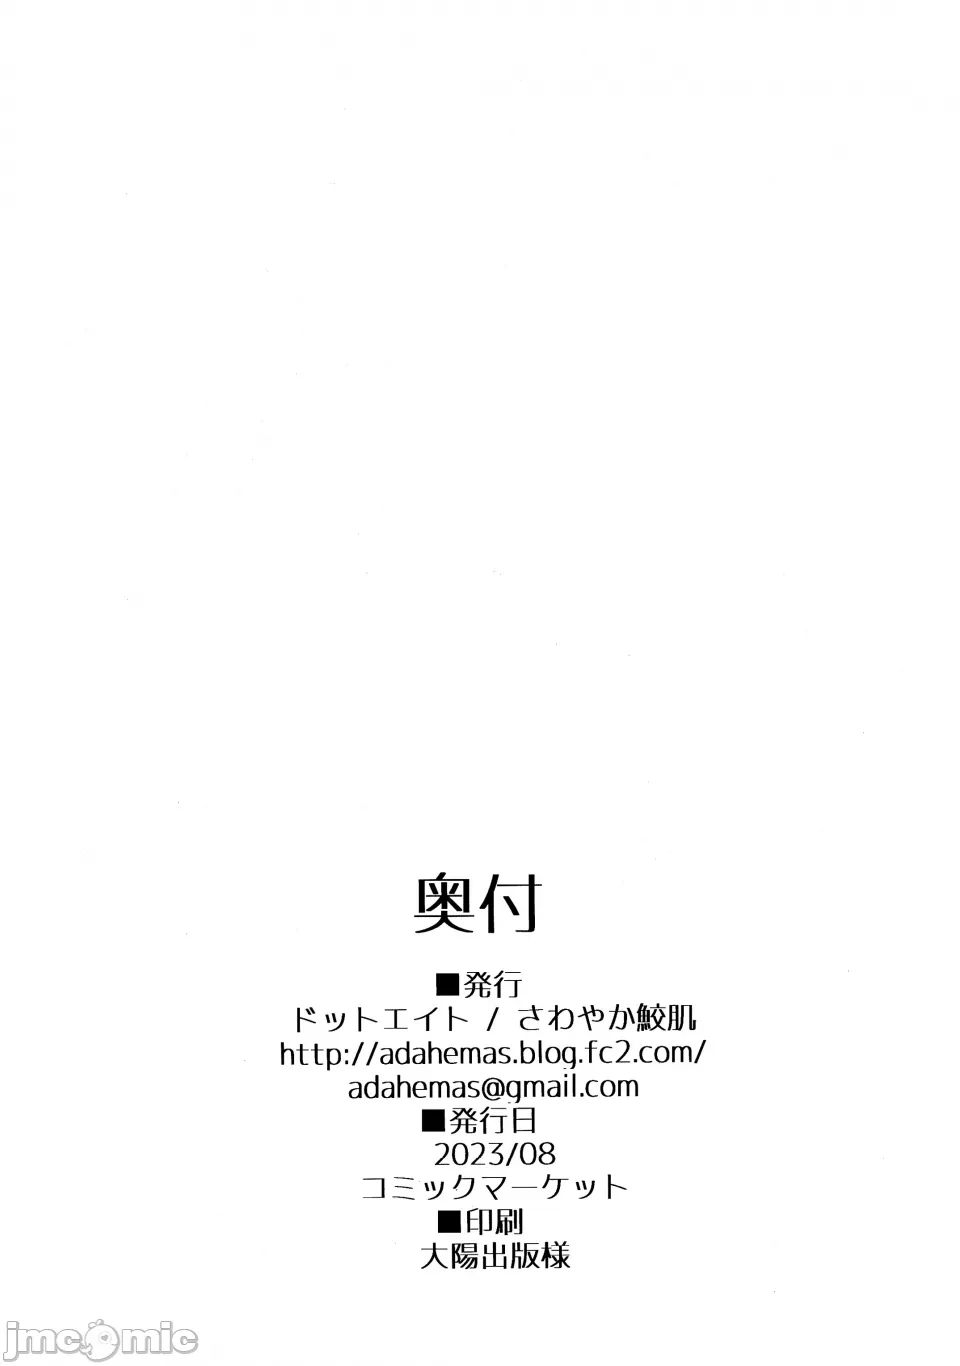 奥付
■発行
ドットエイト / さわやか鮫肌
http://adahemas.blog.fc2.com/
adahemas@gmail.com
■発行日
2023/08
コミックマーケット
■印刷
大陽出版様
jmcomic